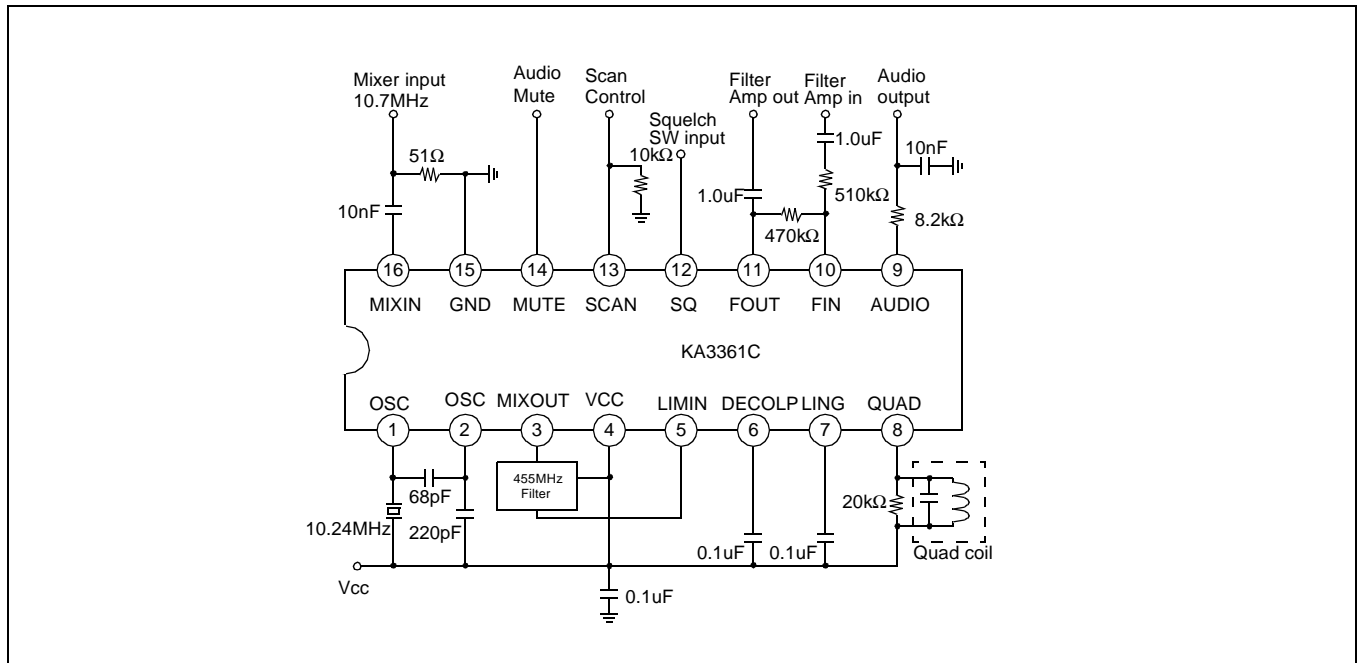 Mixer input
10.7MHz
Audio
Mute
Scan
Control
Squelch
SW input
Filter
Amp out
Filter
Amp in
Audio
output
51Ω
10kΩ
1.0uF
10nF
10nF
1.0uF
510kΩ
470kΩ
8.2kΩ
16
15
14
13
12
11
10
9
MIXIN
GND
MUTE
SCAN
SQ
FOUT
FIN
AUDIO
KA3361C
OSC
OSC
MIXOUT
VCC
LIMIN
DECOLP
LING
QUAD
1
2
3
4
5
6
7
8
68pF
455MHz
Filter
20kΩ
10.24MHz
220pF
0.1uF
0.1uF
Quad coil
Vcc
0.1uF